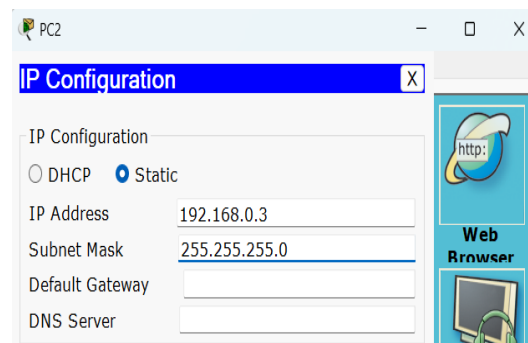 PC2
IP Configuration X
IP Configuration
DHCP Static
IP Address 192.168.0.3
Subnet Mask 255.255.255.0
Default Gateway
DNS Server
http:
Web
Browser